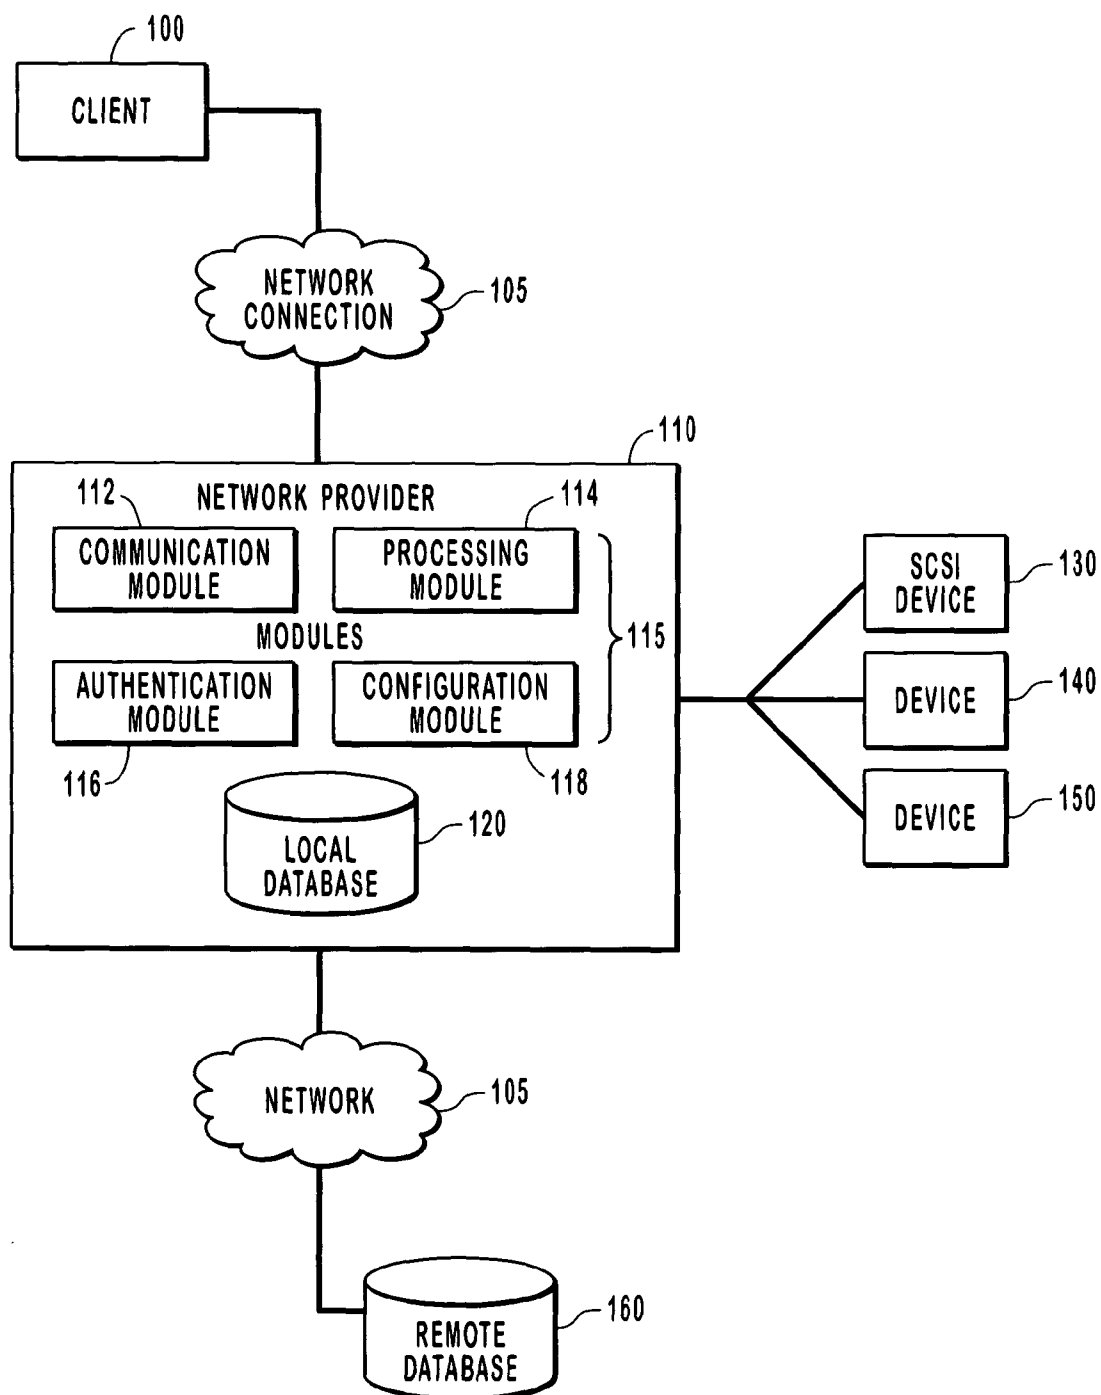 100
CLIENT
NETWORK
CONNECTION
105
110
NETWORK PROVIDER
112
114
COMMUNICATION
MODULE
PROCESSING
MODULE
MODULES
115
AUTHENTICATION
MODULE
CONFIGURATION
MODULE
116
118
120
LOCAL
DATABASE
SCSI
DEVICE
130
DEVICE
140
DEVICE
150
NETWORK
105
REMOTE
DATABASE
160